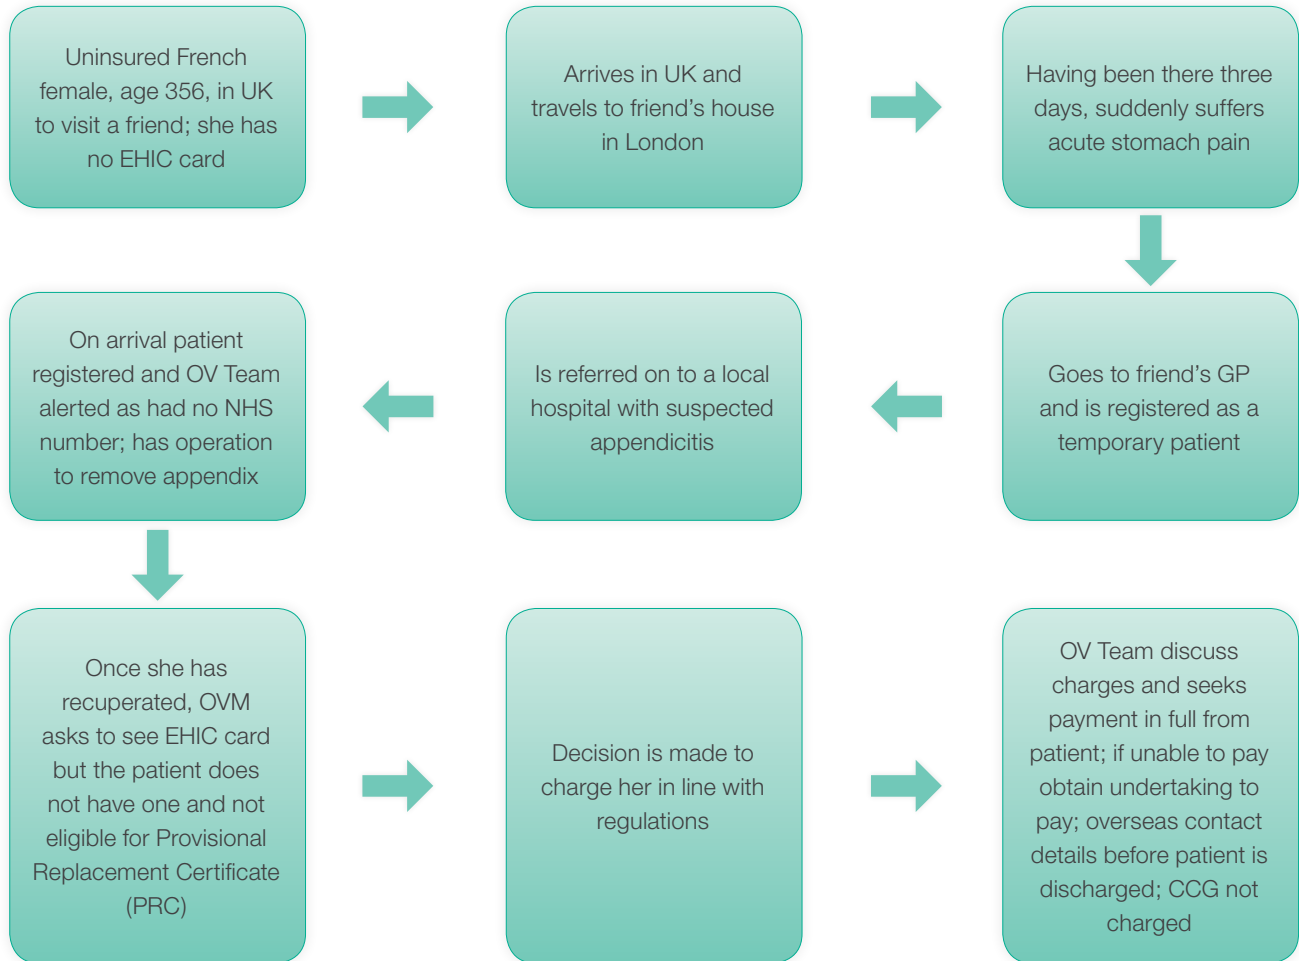 Uninsured French
female, age 356, in UK
to visit a friend; she has
no EHIC card
Arrives in UK and
travels to friend’s house
in London
Having been there three
days, suddenly suffers
acute stomach pain
Goes to friend’s GP
and is registered as a
temporary patient
Is referred on to a local
hospital with suspected
appendicitis
On arrival patient
registered and OV Team
alerted as had no NHS
number; has operation
to remove appendix
Once she has
recuperated, OVM
asks to see EHIC card
but the patient does
not have one and not
eligible for Provisional
Replacement Certificate
(PRC)
Decision is made to
charge her in line with
regulations
OV Team discuss
charges and seeks
payment in full from
patient; if unable to pay
obtain undertaking to
pay; overseas contact
details before patient is
discharged; CCG not
charged